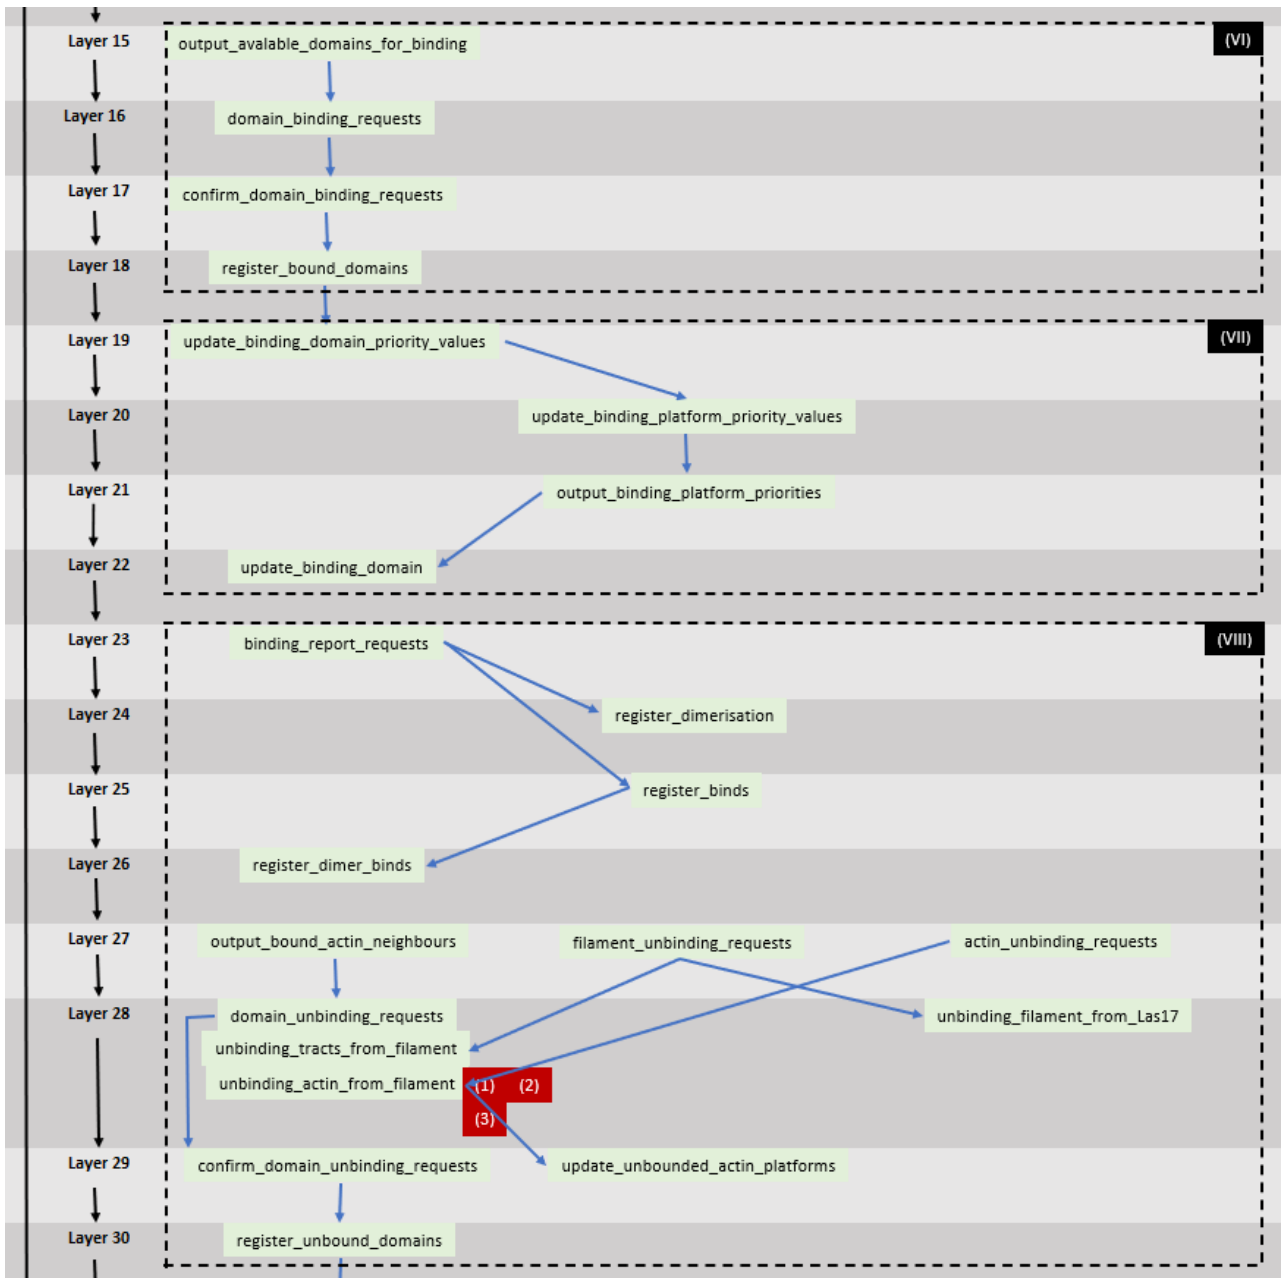 Layer 15
output_avalable_domains_for_binding
(VI)
Layer 16
domain_binding_requests
Layer 17
confirm_domain_binding_requests
Layer 18
register_bound_domains
Layer 19
update_binding_domain_priority_values
(VII)
Layer 20
update_binding_platform_priority_values
Layer 21
output_binding_platform_priorities
Layer 22
update_binding_domain
Layer 23
binding_report_requests
(VIII)
Layer 24
register_dimerisation
Layer 25
register_binds
Layer 26
register_dimer_binds
Layer 27
output_bound_actin_neighbours
filament_unbinding_requests
actin_unbinding_requests
Layer 28
domain_unbinding_requests
unbinding_filament_from_Las17
unbinding_tracts_from_filament
unbinding_actin_from_filament
(1) (2)
(3)
Layer 29
confirm_domain_unbinding_requests
update_unbounded_actin_platforms
Layer 30
register_unbound_domains